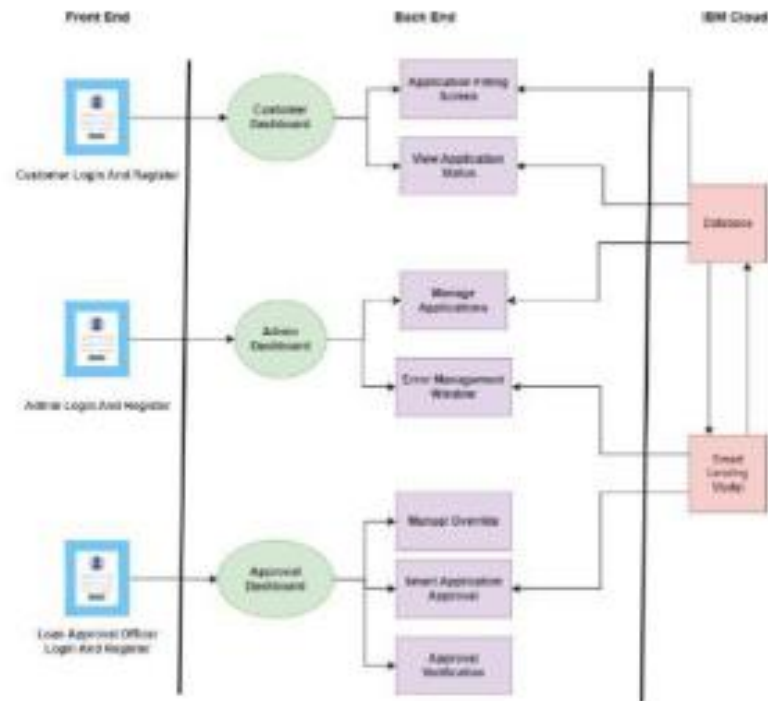 Front End
Back End
IBM Cloud
Customer
Dashboard
Application Filling
Screen
View Application
Status
Customer Login And Register
Database
Admin
Dashboard
Manage
Applications
Error Management
Window
Admin Login And Register
Smart
Lending
Model
Approval
Dashboard
Manual Override
Smart Application
Approval
Approval
Verification
Loan Approval Officer
Login And Register